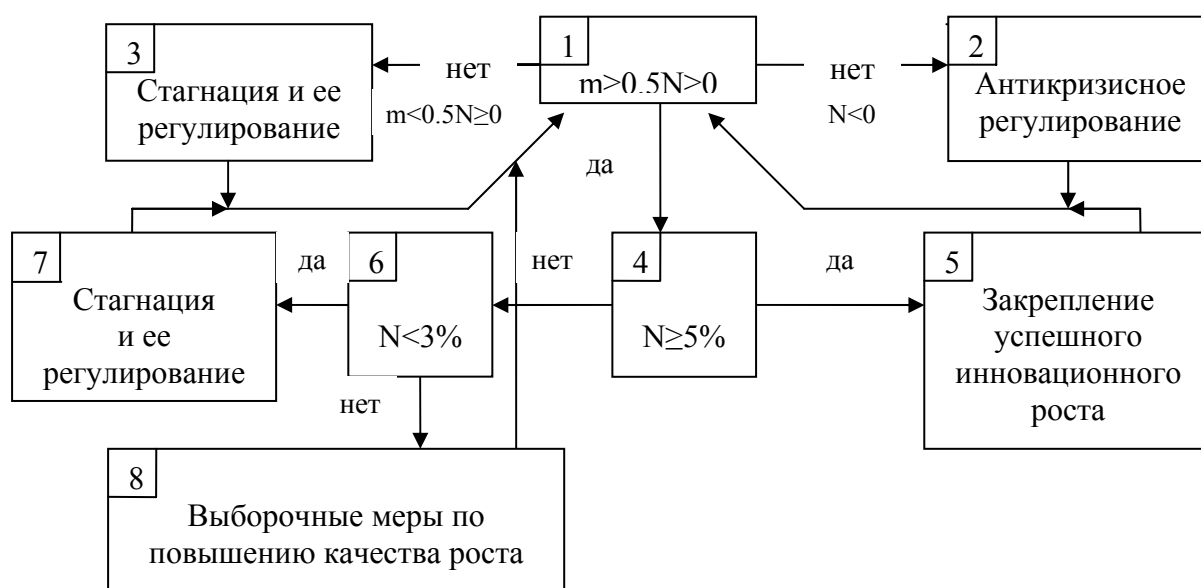 3
Стагнация и ее
регулирование
нет
m<0.5N≥0
1
m>0.5N>0
нет
N<0
2
Антикризисное
регулирование
да
7
Стагнация
и ее
регулирование
да
6
N<3%
нет
4
N≥5%
да
5
Закрепление
успешного
инновационного
роста
нет
8
Выборочные меры по
повышению качества роста